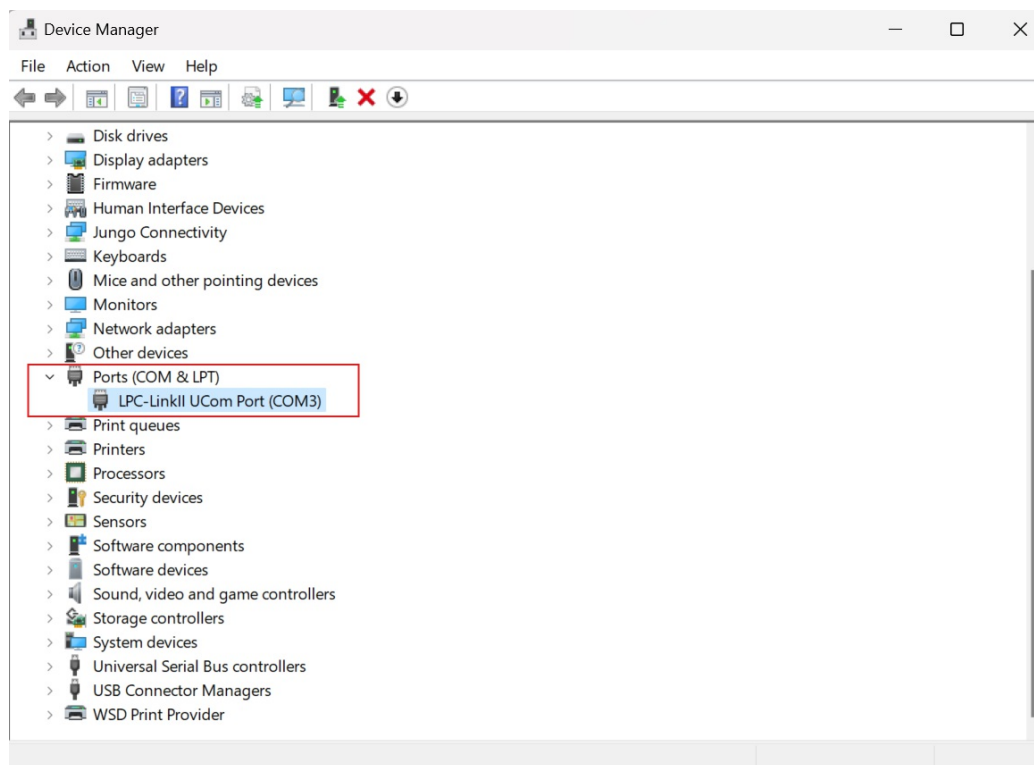 Device Manager
File Action View Help
Disk drives
Display adapters
Firmware
Human Interface Devices
Jungo Connectivity
Keyboards
Mice and other pointing devices
Monitors
Network adapters
Other devices
Ports (COM & LPT)
LPC-LinkII UCom Port (COM3)
Print queues
Printers
Processors
Security devices
Sensors
Software components
Software devices
Sound, video and game controllers
Storage controllers
System devices
Universal Serial Bus controllers
USB Connector Managers
WSD Print Provider